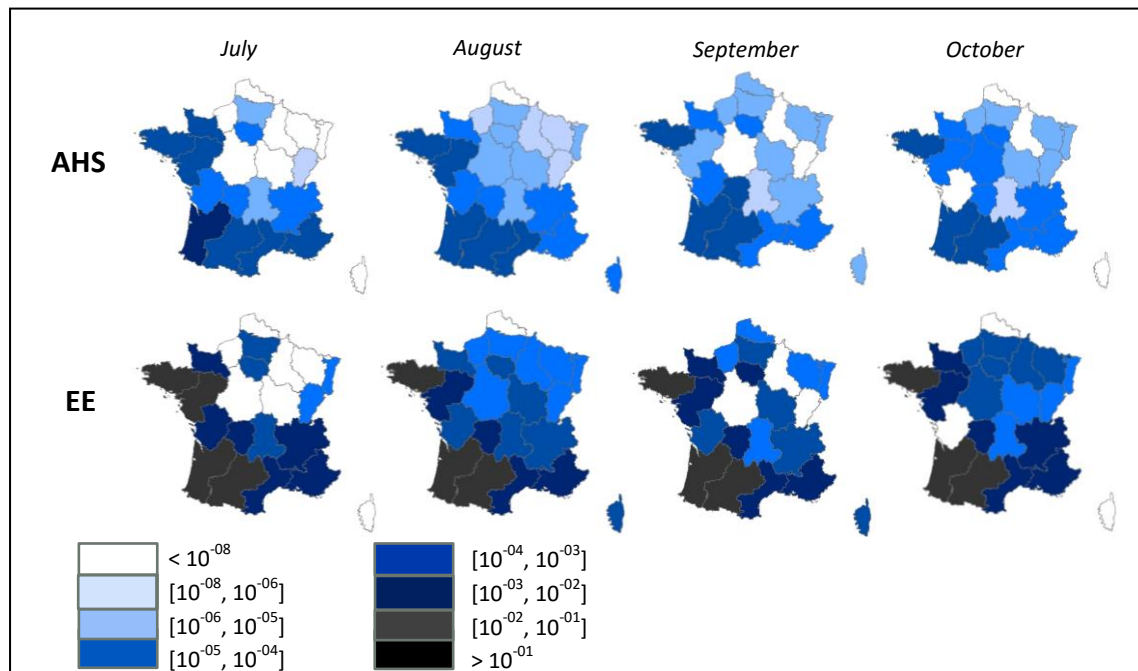 July August September October
AHS
EE
< 10⁻⁰⁸ [10⁻⁰⁴, 10⁻⁰³]
[10⁻⁰⁸, 10⁻⁰⁶] [10⁻⁰³, 10⁻⁰²]
[10⁻⁰⁶, 10⁻⁰⁵] [10⁻⁰², 10⁻⁰¹]
[10⁻⁰⁵, 10⁻⁰⁴] > 10⁻⁰¹